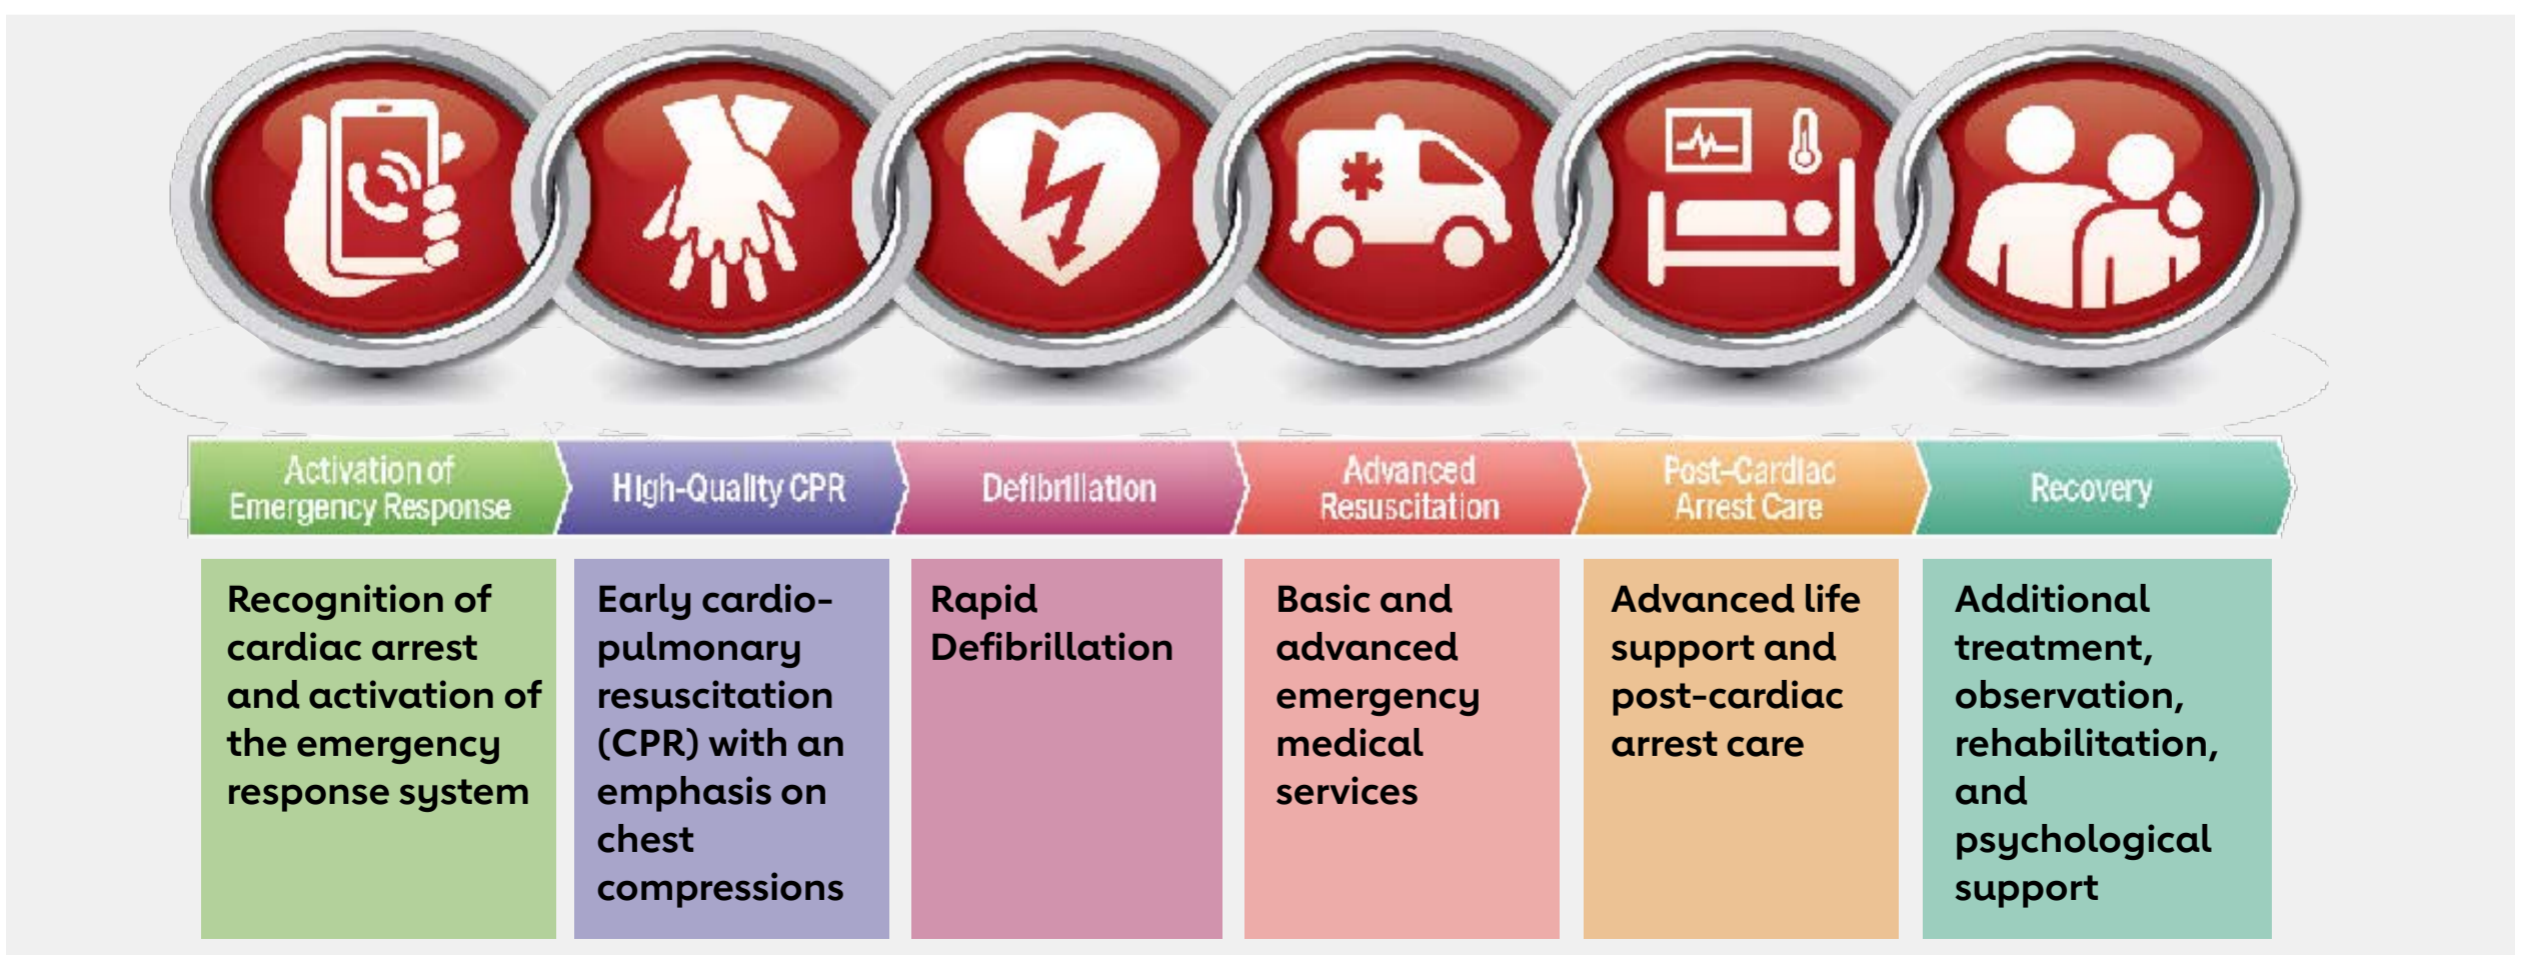 Activation of
Emergency Response
High-Quality CPR
Defibrillation
Advanced
Resuscitation
Post-Cardiac
Arrest Care
Recovery
Recognition of
cardiac arrest
and activation of
the emergency
response system
Early cardio-
pulmonary
resuscitation
(CPR) with an
emphasis on
chest
compressions
Rapid
Defibrillation
Basic and
advanced
emergency
medical
services
Advanced life
support and
post-cardiac
arrest care
Additional
treatment,
observation,
rehabilitation,
and
psychological
support